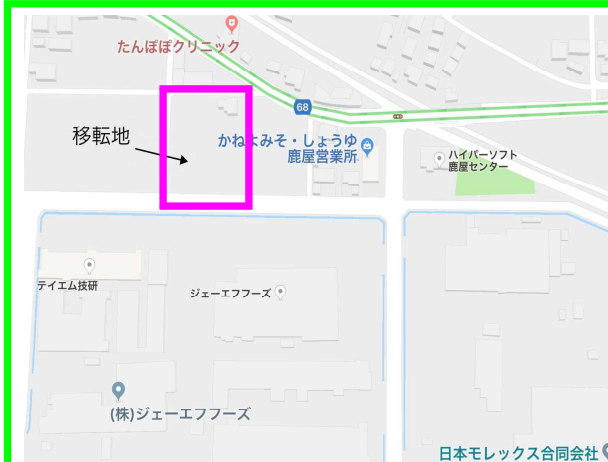 たんぽぽクリニック
68
移転地
かねよみそ・しょうゆ
鹿屋営業所
ハイパーソフト
鹿屋センター
テイエム技研
ジェーエフフーズ
(株)ジェーエフフーズ
日本モレックス合同会社